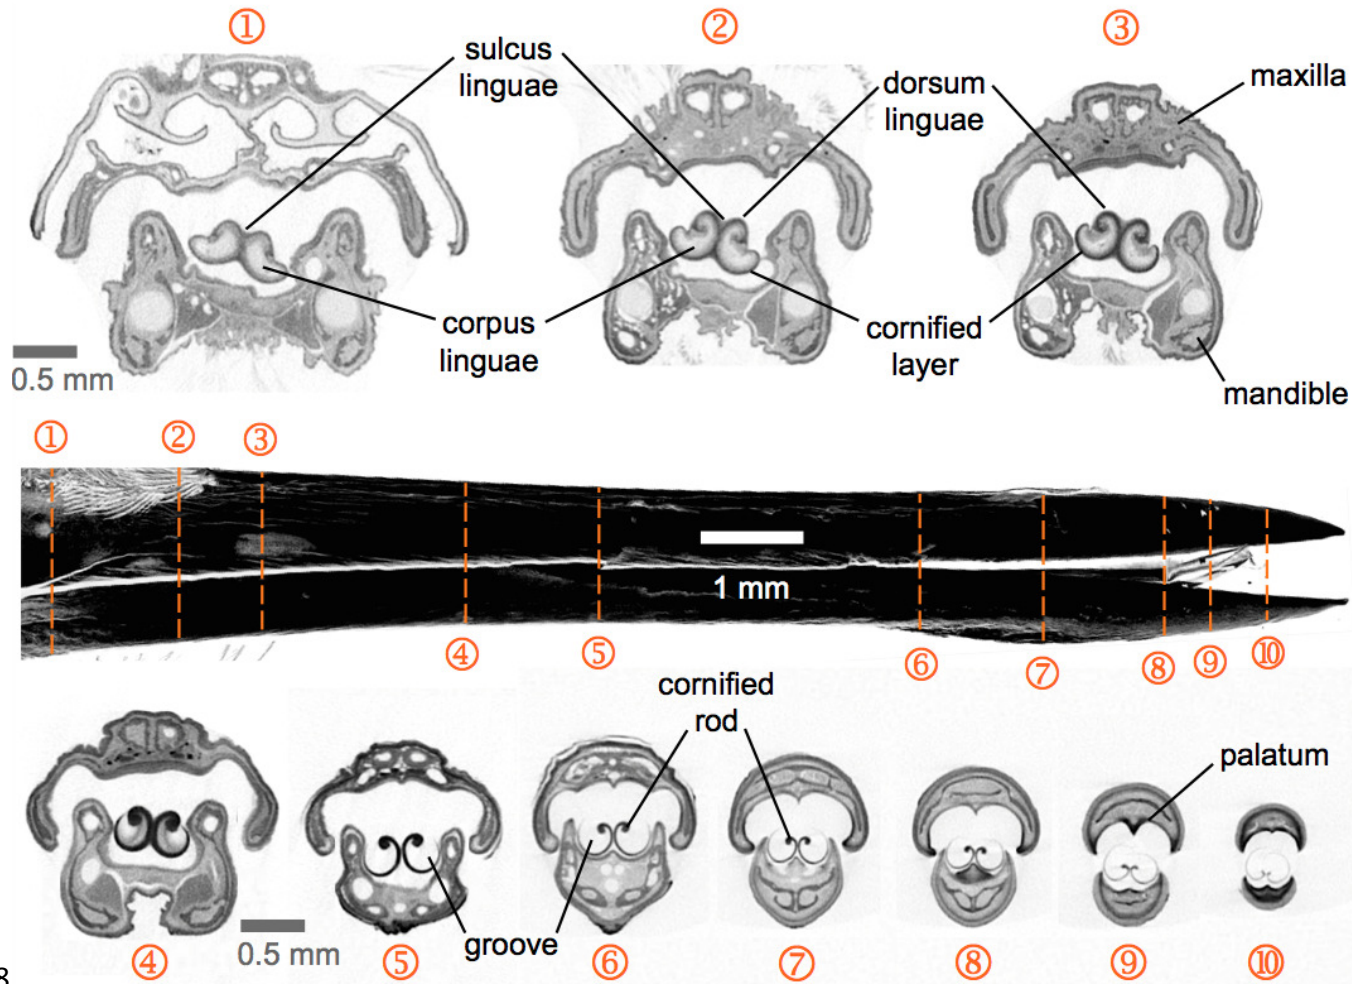 ① ② ③
sulcus
linguae
dorsum
linguae
maxilla
corpus
linguae
cornified
layer
mandible
0.5 mm
① ② ③
1 mm
④ ⑤ ⑥ ⑦ ⑧ ⑨ ⑩
cornified
rod
palatum
groove
0.5 mm
④ ⑤ ⑥ ⑦ ⑧ ⑨ ⑩
8